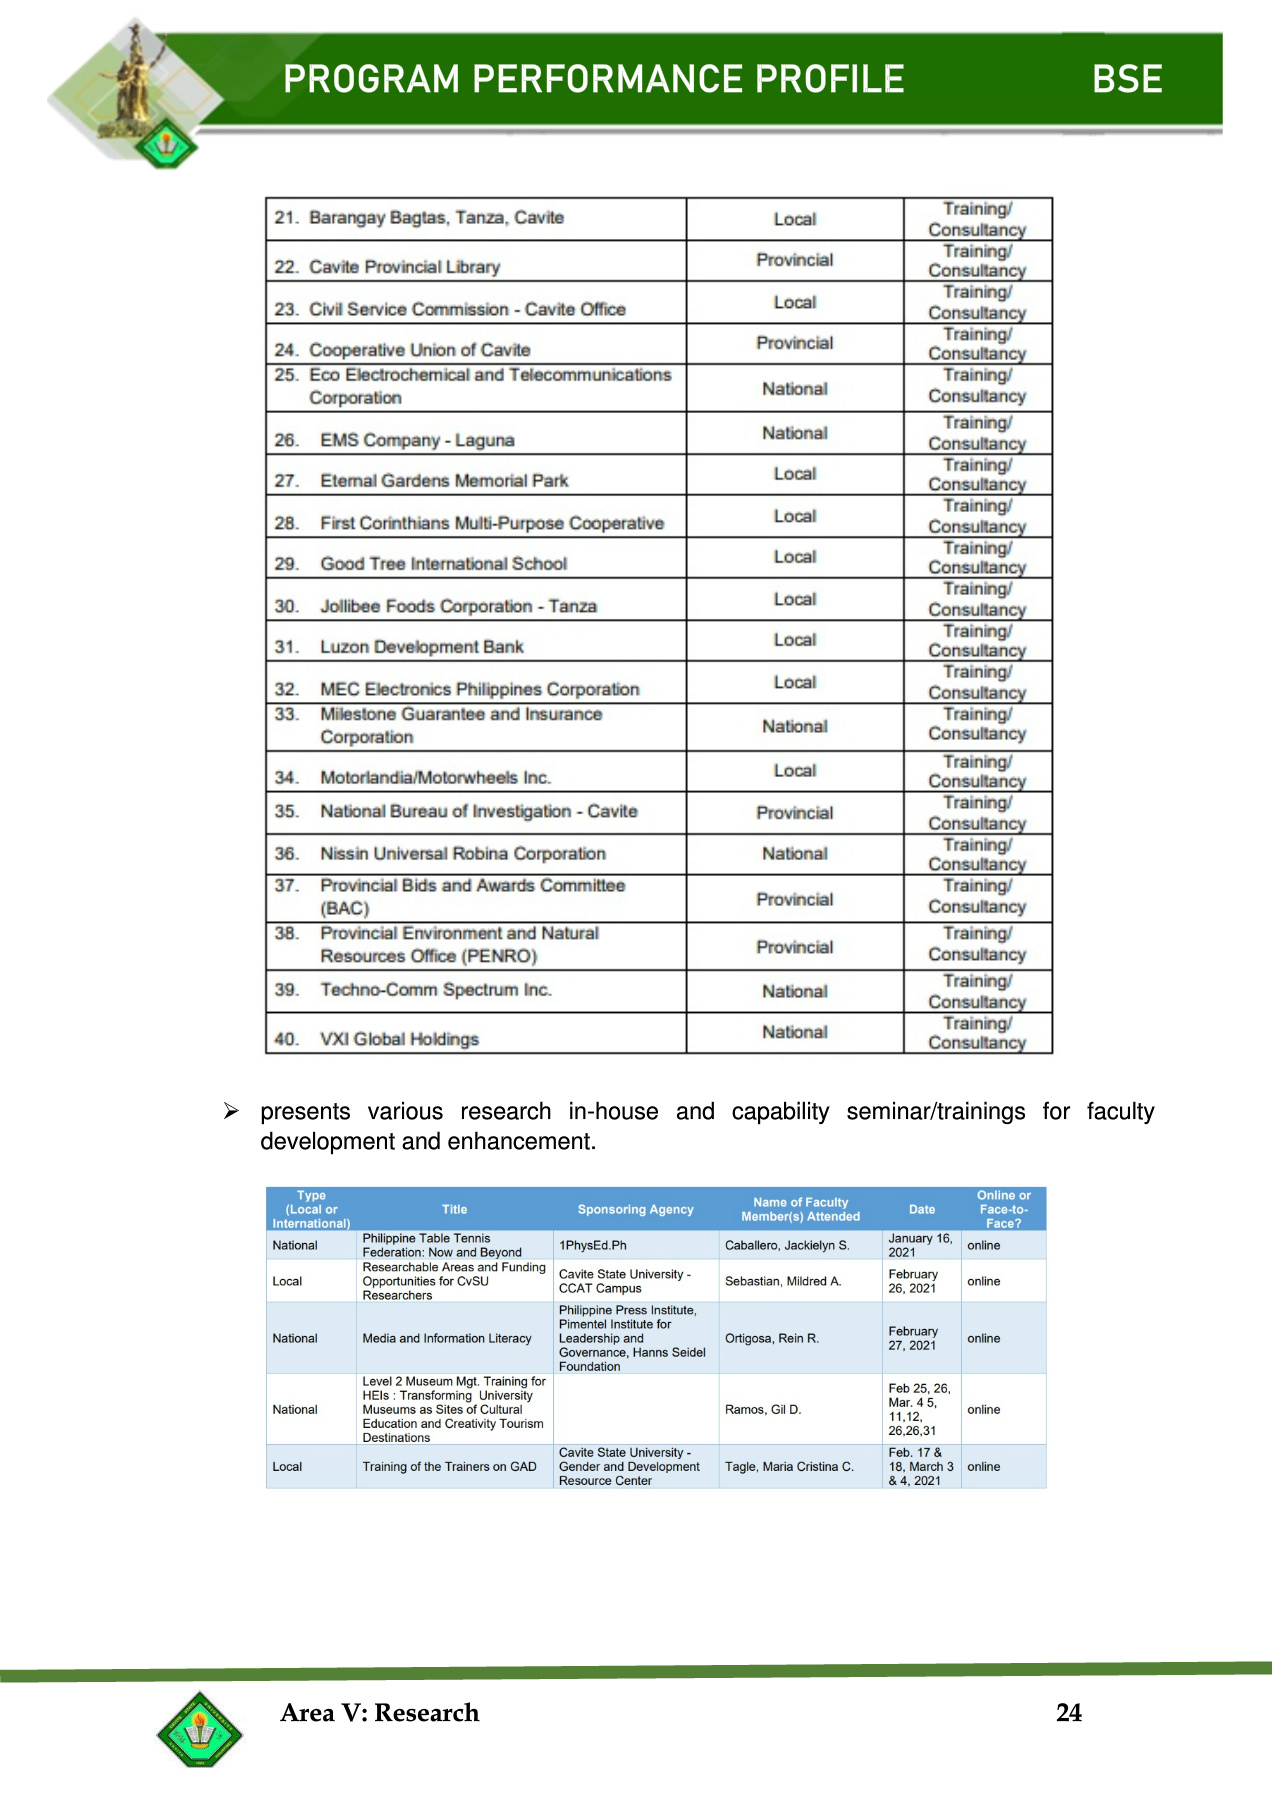 PROGRAM PERFORMANCE PROFILE BSE
21. Barangay Bagtas, Tanza, Cavite Local Training/
Consultancy
22. Cavite Provincial Library Provincial Training/
Consultancy
23. Civil Service Commission - Cavite Office Local Training/
Consultancy
24. Cooperative Union of Cavite Provincial Training/
Consultancy
25. Eco Electrochemical and Telecommunications
Corporation National Training/
Consultancy
26. EMS Company - Laguna National Training/
Consultancy
27. Eternal Gardens Memorial Park Local Training/
Consultancy
28. First Corinthians Multi-Purpose Cooperative Local Training/
Consultancy
29. Good Tree International School Local Training/
Consultancy
30. Jollibee Foods Corporation - Tanza Local Training/
Consultancy
31. Luzon Development Bank Local Training/
Consultancy
32. MEC Electronics Philippines Corporation Local Training/
Consultancy
33. Milestone Guarantee and Insurance
Corporation National Training/
Consultancy
34. Motorlandia/Motorwheels Inc. Local Training/
Consultancy
35. National Bureau of Investigation - Cavite Provincial Training/
Consultancy
36. Nissin Universal Robina Corporation National Training/
Consultancy
37. Provincial Bids and Awards Committee
(BAC) Provincial Training/
Consultancy
38. Provincial Environment and Natural
Resources Office (PENRO) Provincial Training/
Consultancy
39. Techno-Comm Spectrum Inc. National Training/
Consultancy
40. VXI Global Holdings National Training/
Consultancy
➢ presents various research in-house and capability seminar/trainings for faculty
development and enhancement.
Type
(Local or
International)
Title
Sponsoring Agency
Name of Faculty
Member(s) Attended
Date
Online or
Face-to-
Face?
National
Philippine Table Tennis
Federation: Now and Beyond
1PhysEd.Ph
Caballero, Jackielyn S.
January 16,
2021
online
Local
Researchable Areas and Funding
Opportunities for CvSU
Researchers
Cavite State University -
CCAT Campus
Sebastian, Mildred A.
February
26, 2021
online
National
Media and Information Literacy
Philippine Press Institute,
Pimentel Institute for
Leadership and
Governance, Hanns Seidel
Foundation
Ortigosa, Rein R.
February
27, 2021
online
National
Level 2 Museum Mgt. Training for
HEIs : Transforming University
Museums as Sites of Cultural
Education and Creativity Tourism
Destinations
Ramos, Gil D.
Feb 25, 26,
Mar. 4 5,
11,12,
26,26,31
online
Local
Training of the Trainers on GAD
Cavite State University -
Gender and Development
Resource Center
Tagle, Maria Cristina C.
Feb. 17 &
18, March 3
& 4, 2021
online
Area V: Research 24